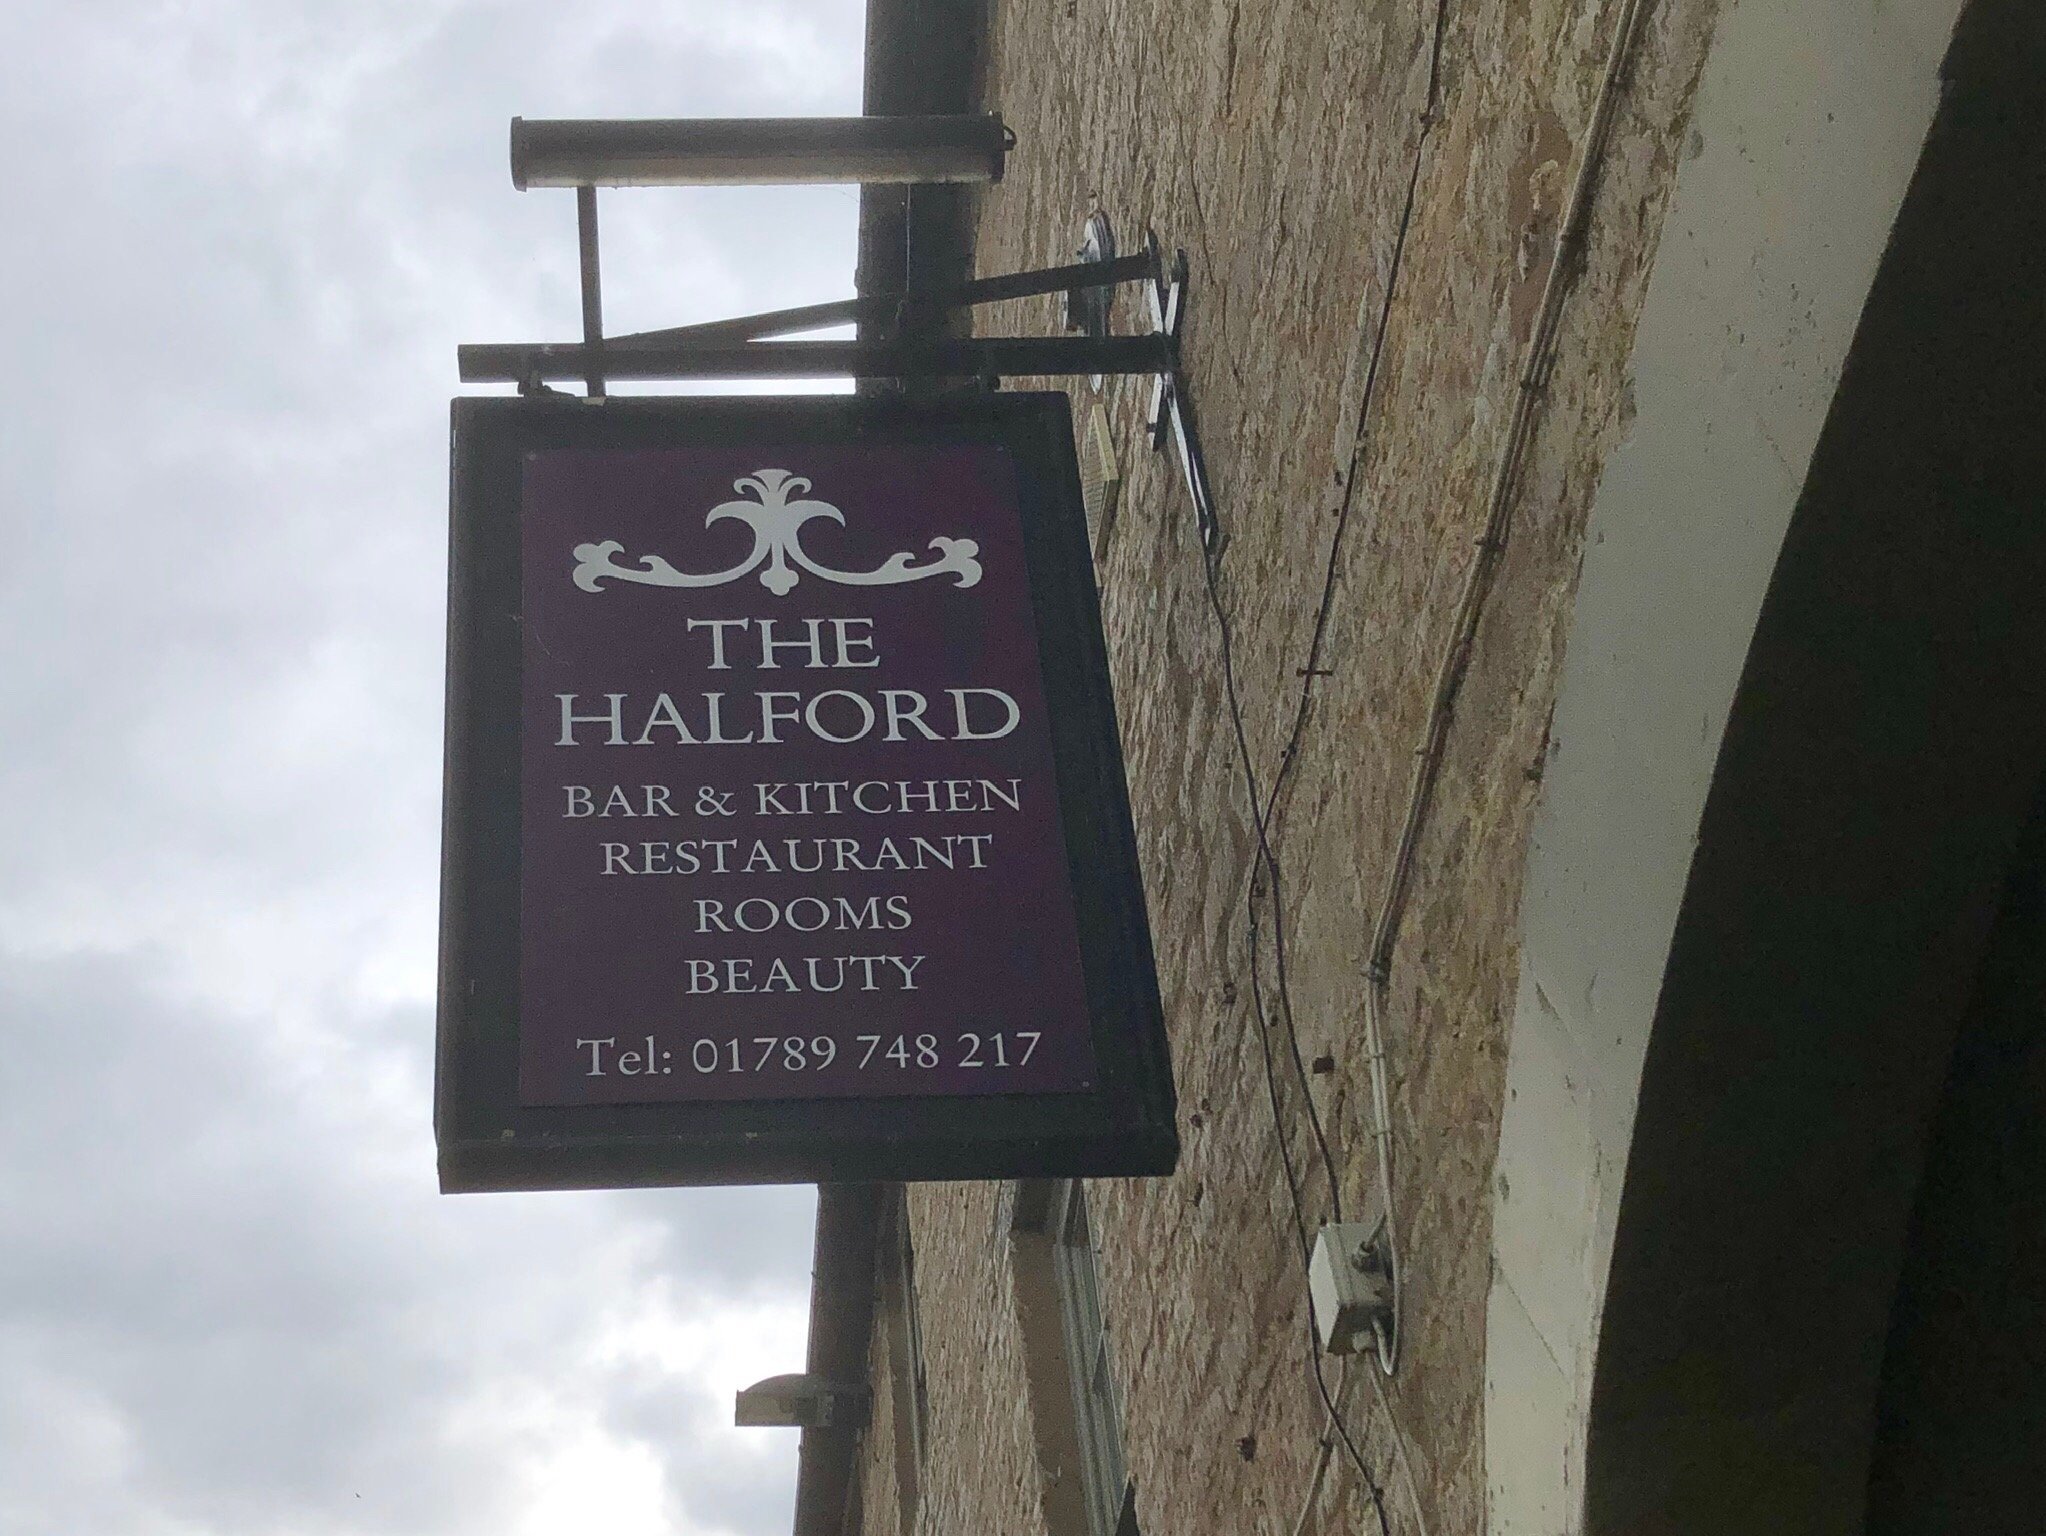 THE
HALFORD
BAR & KITCHEN
RESTAURANT
ROOMS
BEAUTY
Tel: 01789 748 217